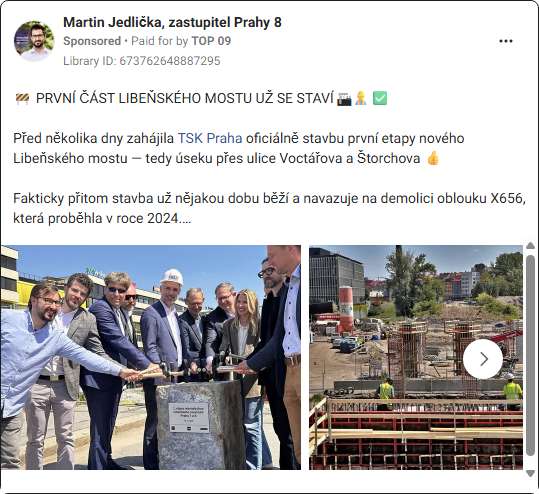 Martin Jedlička, zastupitel Prahy 8
Sponsored • Paid for by TOP 09
Library ID: 673762648887295
🚧 PRVNÍ ČÁST LIBEŇSKÉHO MOSTU UŽ SE STAVÍ 📸👷✅
Před několika dny zahájila TSK Praha oficiálně stavbu první etapy nového
Libeňského mostu — tedy úseku přes ulice Voctářova a Štorchova 👍
Fakticky přitom stavba už nějakou dobu běží a navazuje na demolici oblouku X656,
která proběhla v roce 2024....